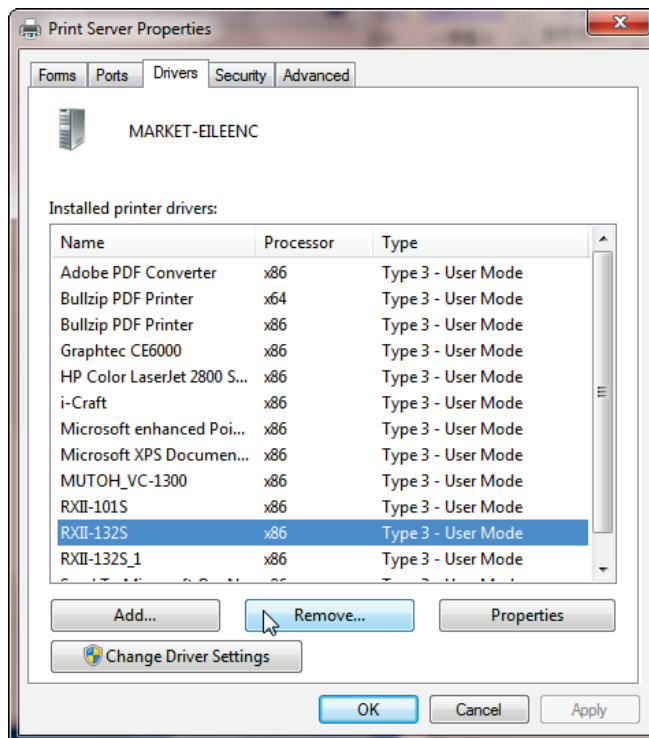 Print Server Properties
Forms Ports Drivers Security Advanced
MARKET-EILEENC
Installed printer drivers:
Name Processor Type
Adobe PDF Converter x86 Type 3 - User Mode
Bullzip PDF Printer x64 Type 3 - User Mode
Bullzip PDF Printer x86 Type 3 - User Mode
Graphtec CE6000 x86 Type 3 - User Mode
HP Color LaserJet 2800 S... x86 Type 3 - User Mode
i-Craft x86 Type 3 - User Mode
Microsoft enhanced Poi... x86 Type 3 - User Mode
Microsoft XPS Documen... x86 Type 3 - User Mode
MUTOH_VC-1300 x86 Type 3 - User Mode
RXII-101S x86 Type 3 - User Mode
RXII-132S x86 Type 3 - User Mode
RXII-132S_1 x86 Type 3 - User Mode
Add... Remove... Properties
Change Driver Settings
OK Cancel Apply